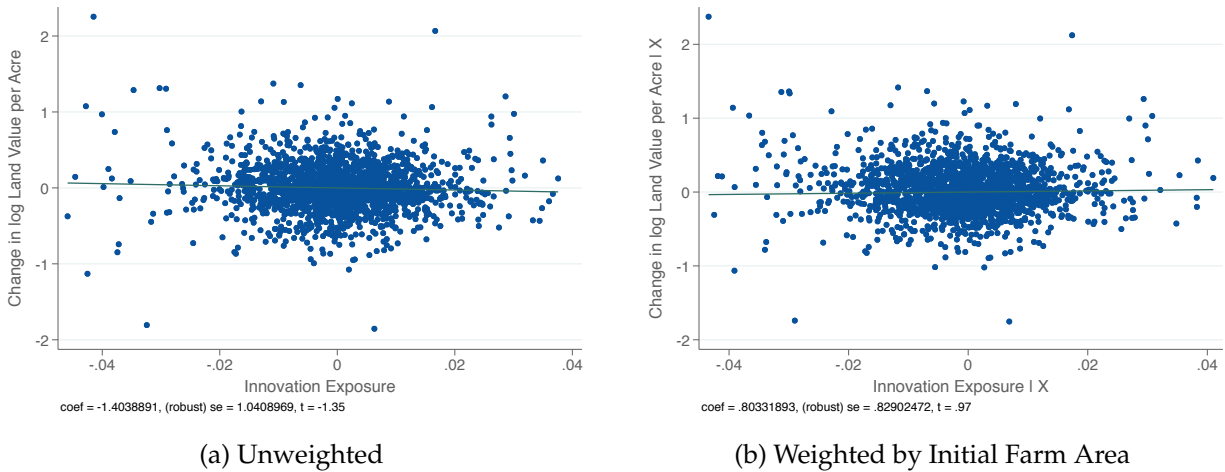 2
1
0
-1
-2
Change in log Land Value per Acre
-.04
-.02
0
.02
.04
Innovation Exposure
coef = -1.4038891, (robust) se = 1.0408969, t = -1.35
(a) Unweighted
2
1
0
-1
-2
Change in log Land Value per Acre | X
-.04
-.02
0
.02
.04
Innovation Exposure | X
coef = .80331893, (robust) se = .82902472, t = .97
(b) Weighted by Initial Farm Area